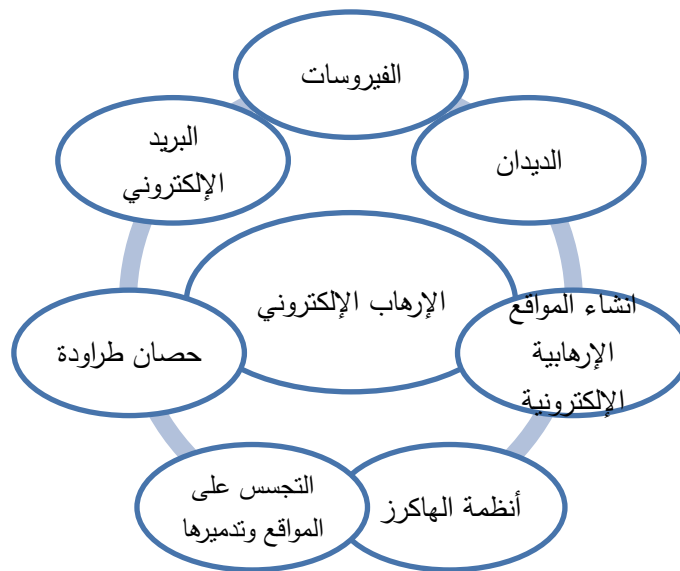 الفيروسات
الديدان
انشاء المواقع
الإرهابية
الإلكترونية
أنظمة الهاكرز
التجسس على
المواقع وتدميرها
حصان طراودة
البريد
الإلكتروني
الإرهاب الإلكتروني